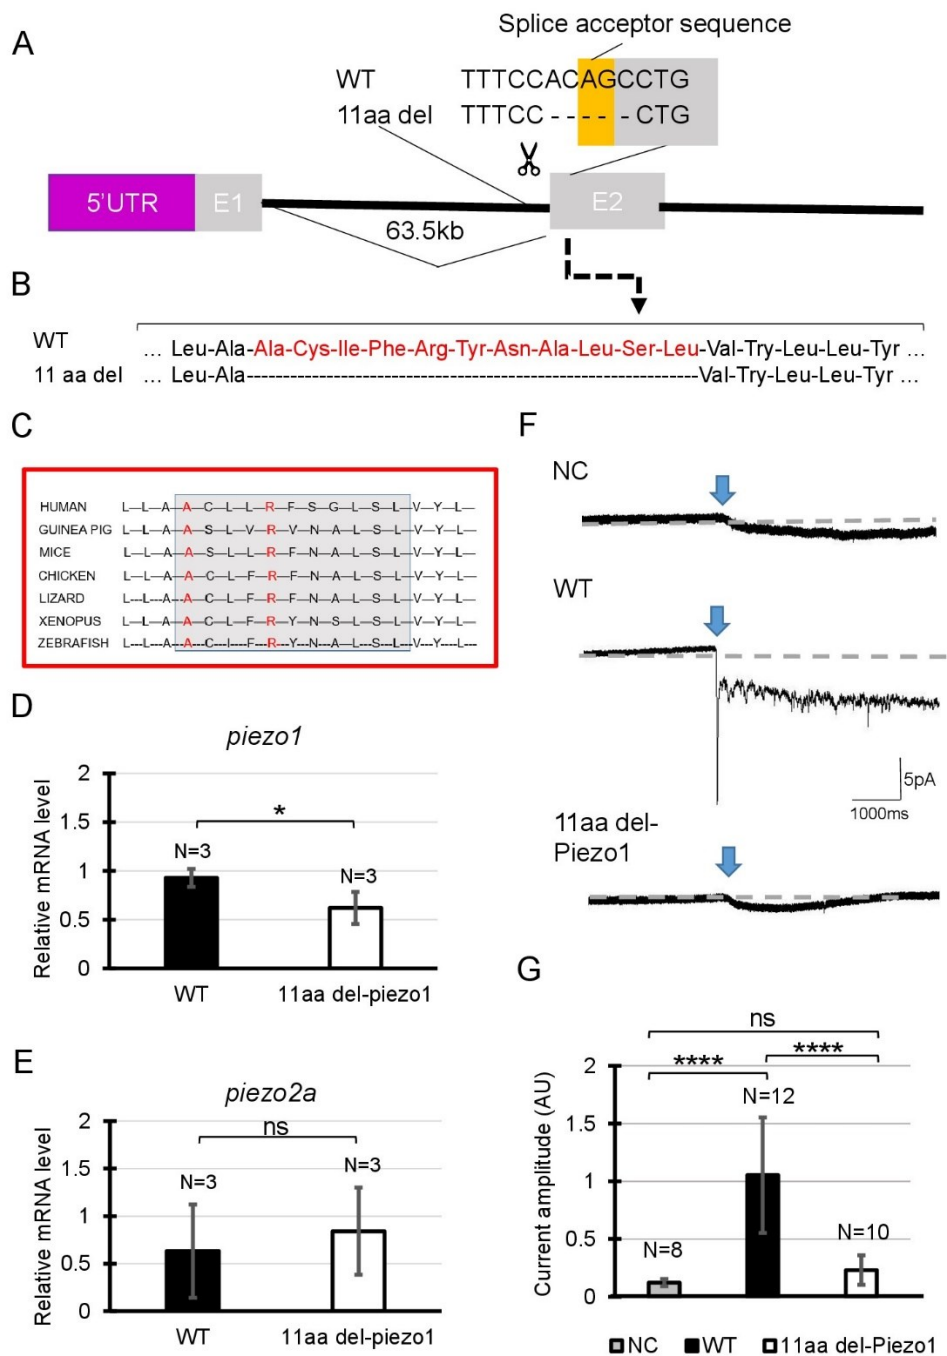 A
Splice acceptor sequence
WT TTTCCACAGCCTG
11aa del TTTCC - - - - - CTG
5'UTR E1 E2
63.5kb
B
WT ... Leu-Ala-Ala-Cys-Ile-Phe-Arg-Tyr-Asn-Ala-Leu-Ser-Leu-Val-Try-Leu-Leu-Tyr ...
11 aa del ... Leu-Ala--------------------------------------------Val-Try-Leu-Leu-Tyr ...
C
HUMAN L—L—A—A—C—L—L—R—F—S—G—L—S—L—V—Y—L—
GUINEA PIG L—L—A—A—S—L—V—R—V—N—A—L—S—L—V—Y—L—
MICE L—L—A—A—S—L—L—R—F—N—A—L—S—L—V—Y—L—
CHICKEN L—L—A—A—C—L—F—R—F—N—A—L—S—L—V—Y—L—
LIZARD L—L—A—A—C—L—F—R—F—N—A—L—S—L—V—Y—L—
XENOPUS L—L—A—A—C—L—F—R—Y—N—A—L—S—L—V—Y—L—
ZEBRAFISH L---L---A---A---C---I---F---R---Y---N---A---L---S---L---V---Y---L---
D
piezo1
Relative mRNA level
2
1.5
1
0.5
0
*
N=3
N=3
WT
11aa del-piezo1
E
piezo2a
Relative mRNA level
2
1.5
1
0.5
0
ns
N=3
N=3
WT
11aa del-piezo1
F
NC
WT
5pA
1000ms
11aa del-
Piezo1
G
Current amplitude (AU)
2
1.5
1
0.5
0
ns
**** ****
N=12
N=8
N=10
NC WT 11aa del-Piezo1